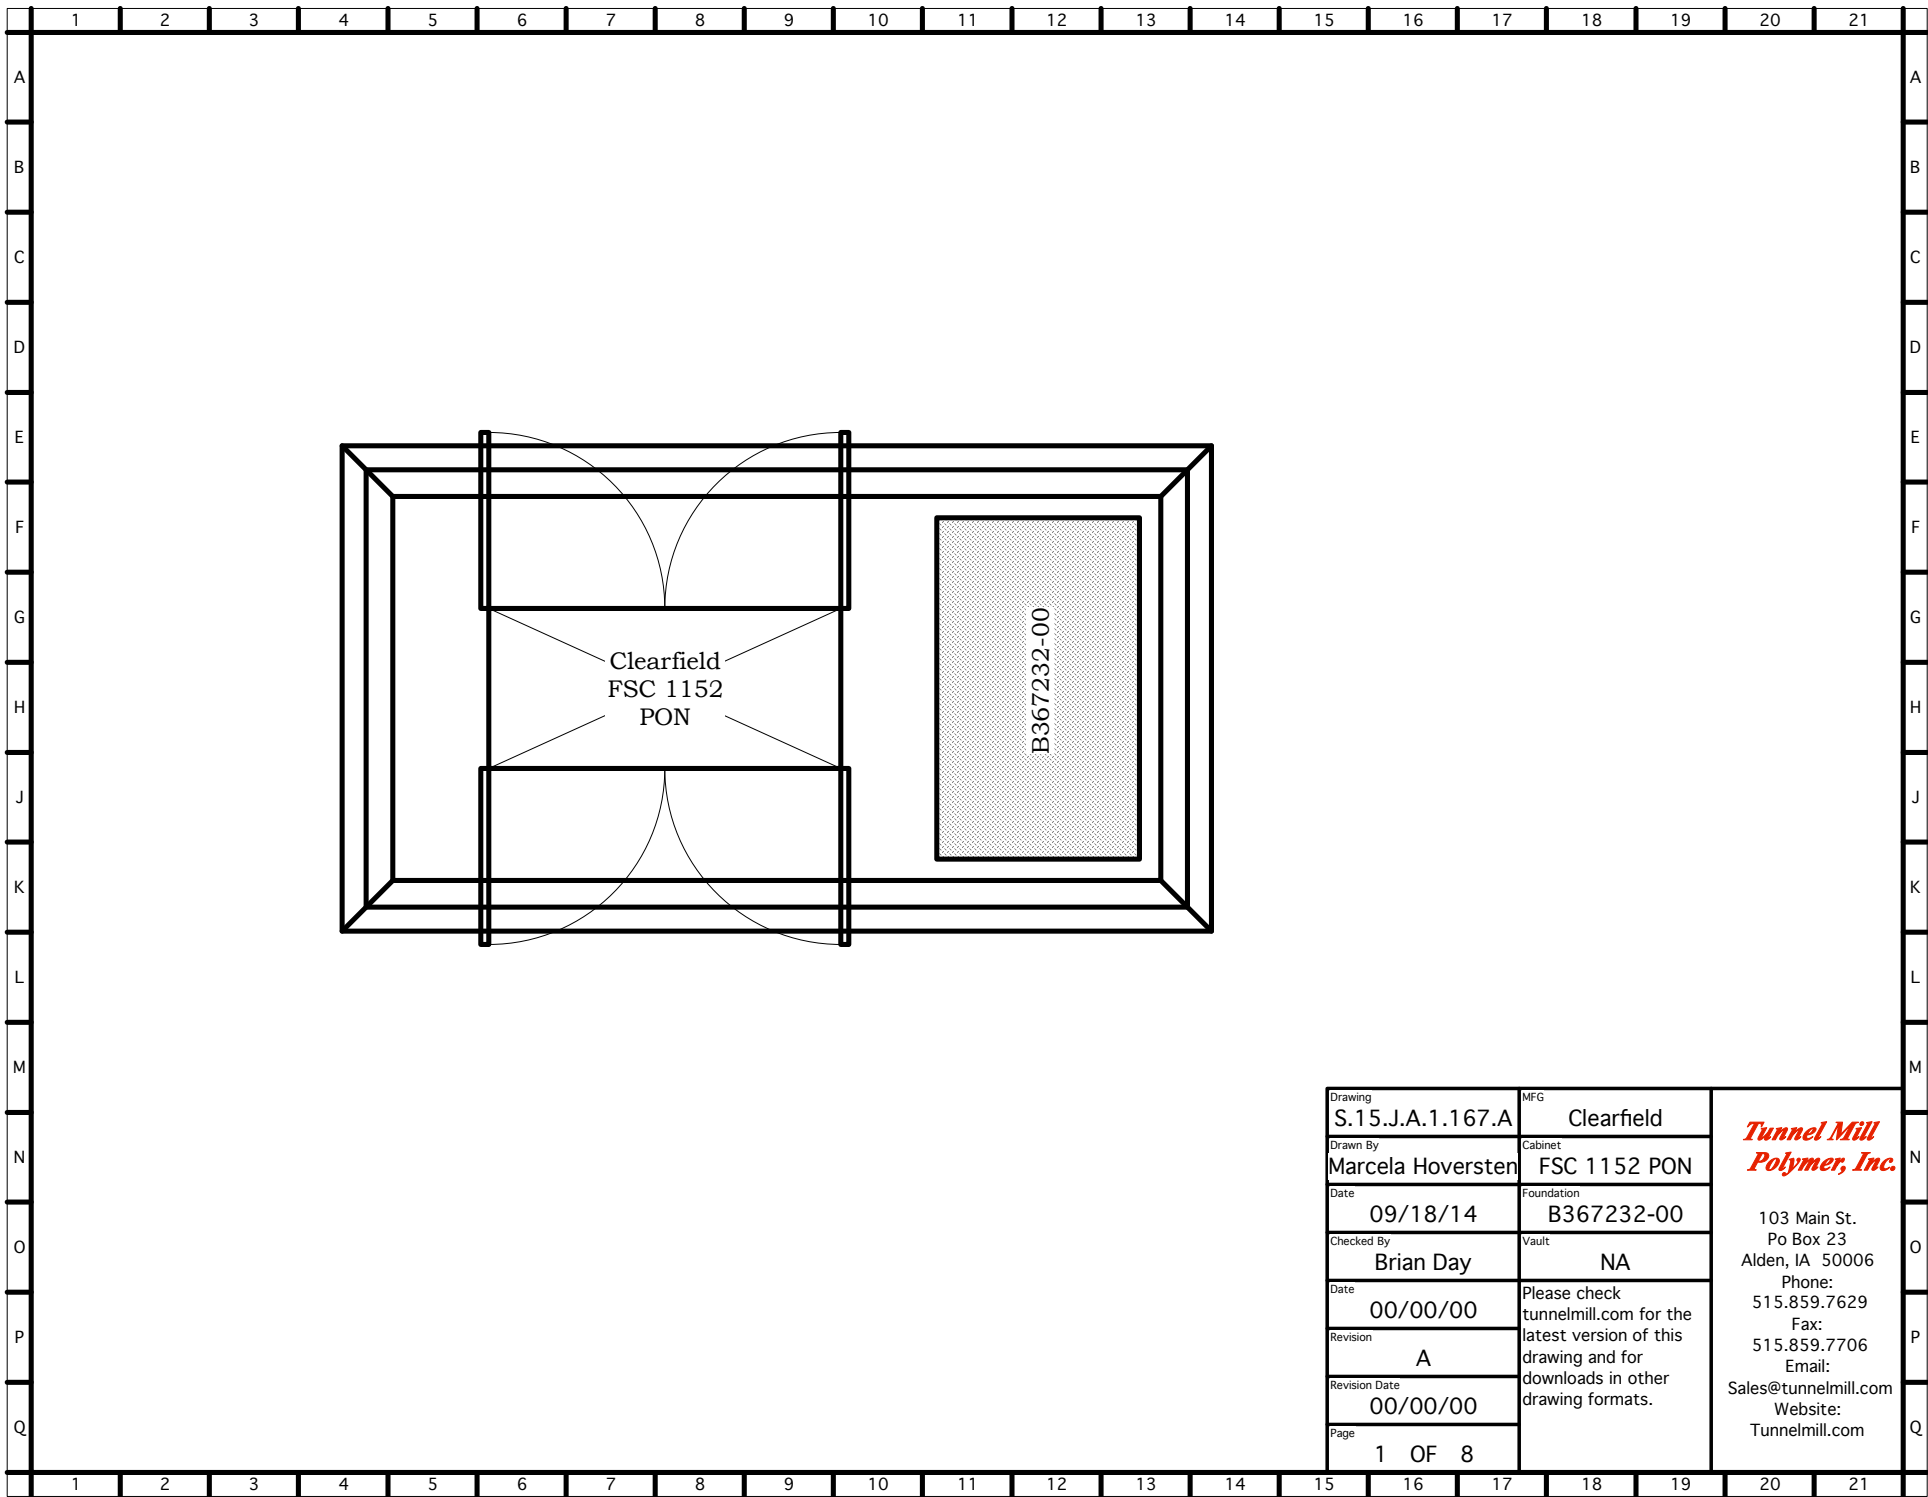 1 2 3 4 5 6 7 8 9 10 11 12 13 14 15 16 17 18 19 20 21
A A
B B
C C
D D
E E
F F
G G
H H
J J
K K
L L
M M
N N
O O
P P
Q Q
Clearfield
FSC 1152
PON
B367232-00
Drawing
S.15.J.A.1.167.A
MFG
Clearfield
Drawn By
Marcela Hoversten
Cabinet
FSC 1152 PON
Date
09/18/14
Foundation
B367232-00
Checked By
Brian Day
Vault
NA
Date
00/00/00
Revision
A
Revision Date
00/00/00
Page
1 OF 8
Please check
tunnelmill.com for the
latest version of this
drawing and for
downloads in other
drawing formats.
Tunnel Mill
Polymer, Inc.
103 Main St.
Po Box 23
Alden, IA 50006
Phone:
515.859.7629
Fax:
515.859.7706
Email:
Sales@tunnelmill.com
Website:
Tunnelmill.com
1 2 3 4 5 6 7 8 9 10 11 12 13 14 15 16 17 18 19 20 21